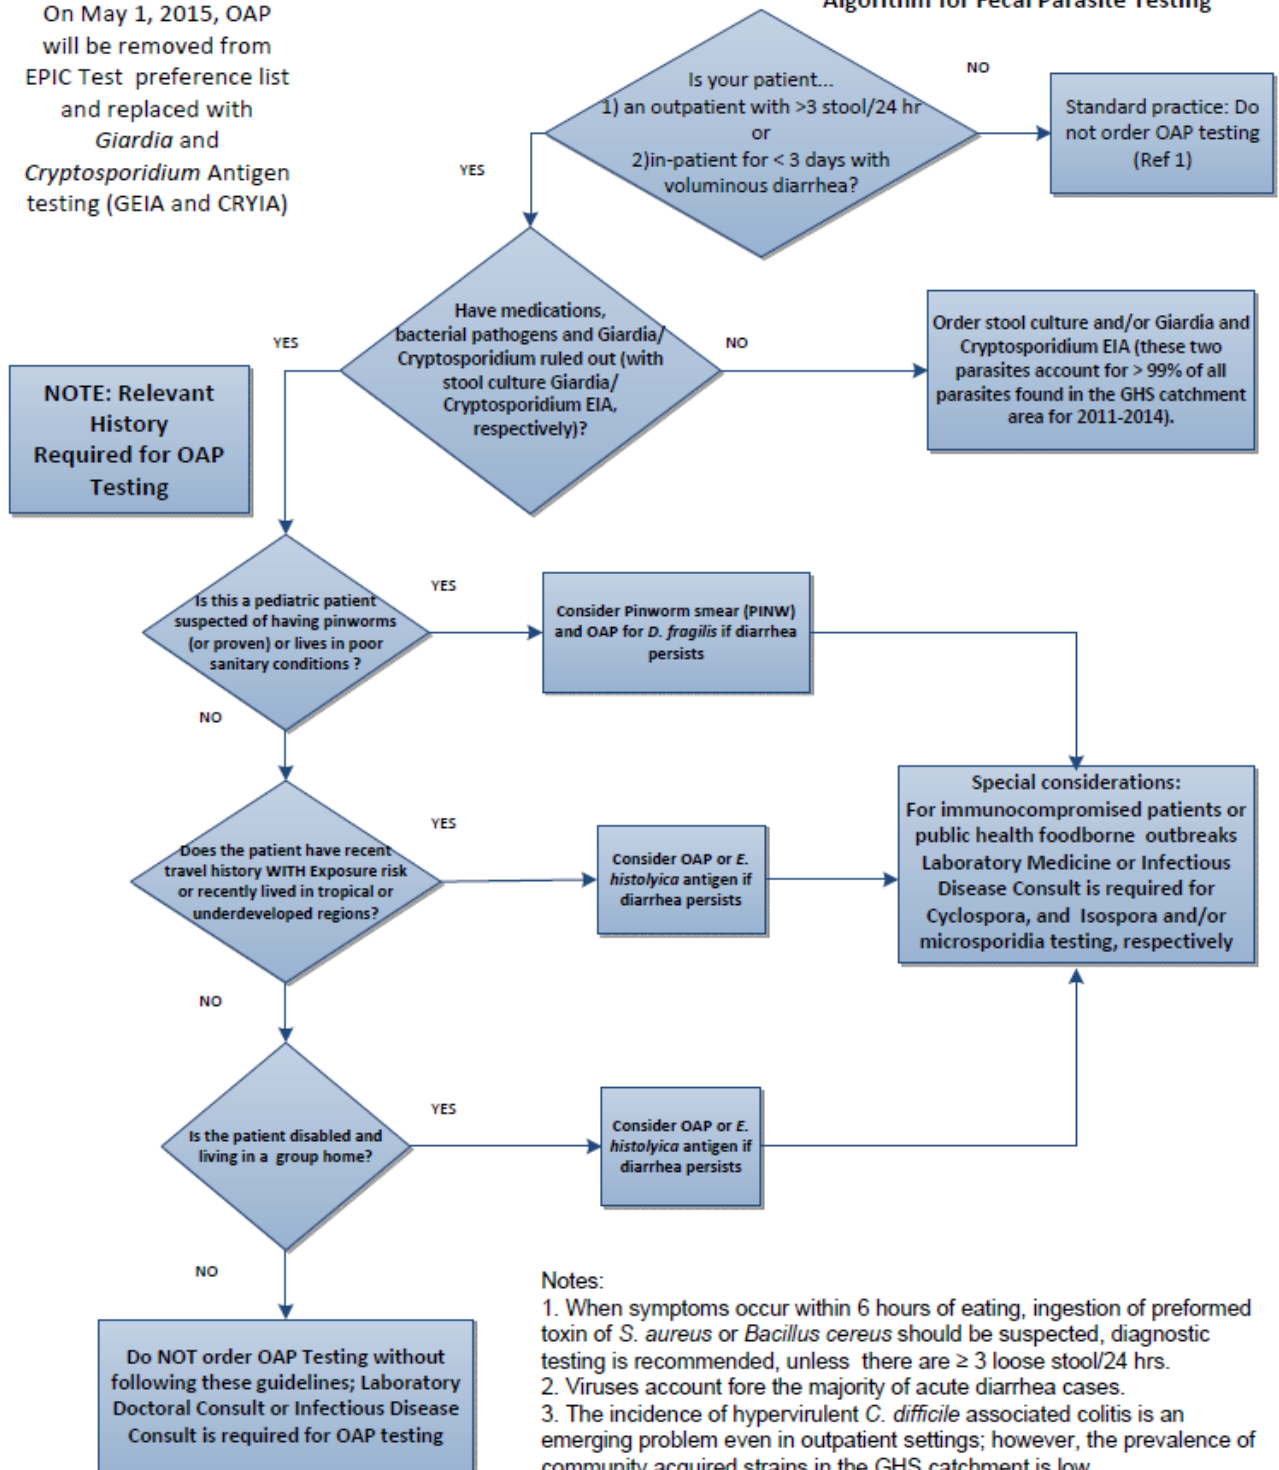 Algorithm for Fecal Parasite Testing
On May 1, 2015, OAP
will be removed from
EPIC Test preference list
and replaced with
Giardia and
Cryptosporidium Antigen
testing (GEIA and CRYIA)
Is your patient...
1) an outpatient with >3 stool/24 hr
or
2)in-patient for < 3 days with
voluminous diarrhea?
NO
Standard practice: Do
not order OAP testing
(Ref 1)
YES
Have medications,
bacterial pathogens and Giardia/
Cryptosporidium ruled out (with
stool culture Giardia/
Cryptosporidium EIA,
respectively)?
NO
Order stool culture and/or Giardia and
Cryptosporidium EIA (these two
parasites account for > 99% of all
parasites found in the GHS catchment
area for 2011-2014).
YES
NOTE: Relevant
History
Required for OAP
Testing
Is this a pediatric patient
suspected of having pinworms
(or proven) or lives in poor
sanitary conditions ?
YES
Consider Pinworm smear (PINW)
and OAP for D. fragilis if diarrhea
persists
NO
Does the patient have recent
travel history WITH Exposure risk
or recently lived in tropical or
underdeveloped regions?
YES
Consider OAP or E.
histolyica antigen if
diarrhea persists
Special considerations:
For immunocompromised patients or
public health foodborne outbreaks
Laboratory Medicine or Infectious
Disease Consult is required for
Cyclospora, and Isospora and/or
microsporidia testing, respectively
NO
Is the patient disabled and
living in a group home?
YES
Consider OAP or E.
histolyica antigen if
diarrhea persists
NO
Do NOT order OAP Testing without
following these guidelines; Laboratory
Doctoral Consult or Infectious Disease
Consult is required for OAP testing
Notes:
1. When symptoms occur within 6 hours of eating, ingestion of preformed
toxin of S. aureus or Bacillus cereus should be suspected, diagnostic
testing is recommended, unless there are ≥ 3 loose stool/24 hrs.
2. Viruses account fore the majority of acute diarrhea cases.
3. The incidence of hypervirulent C. difficile associated colitis is an
emerging problem even in outpatient settings; however, the prevalence of
community acquired strains in the GHS catchment is low